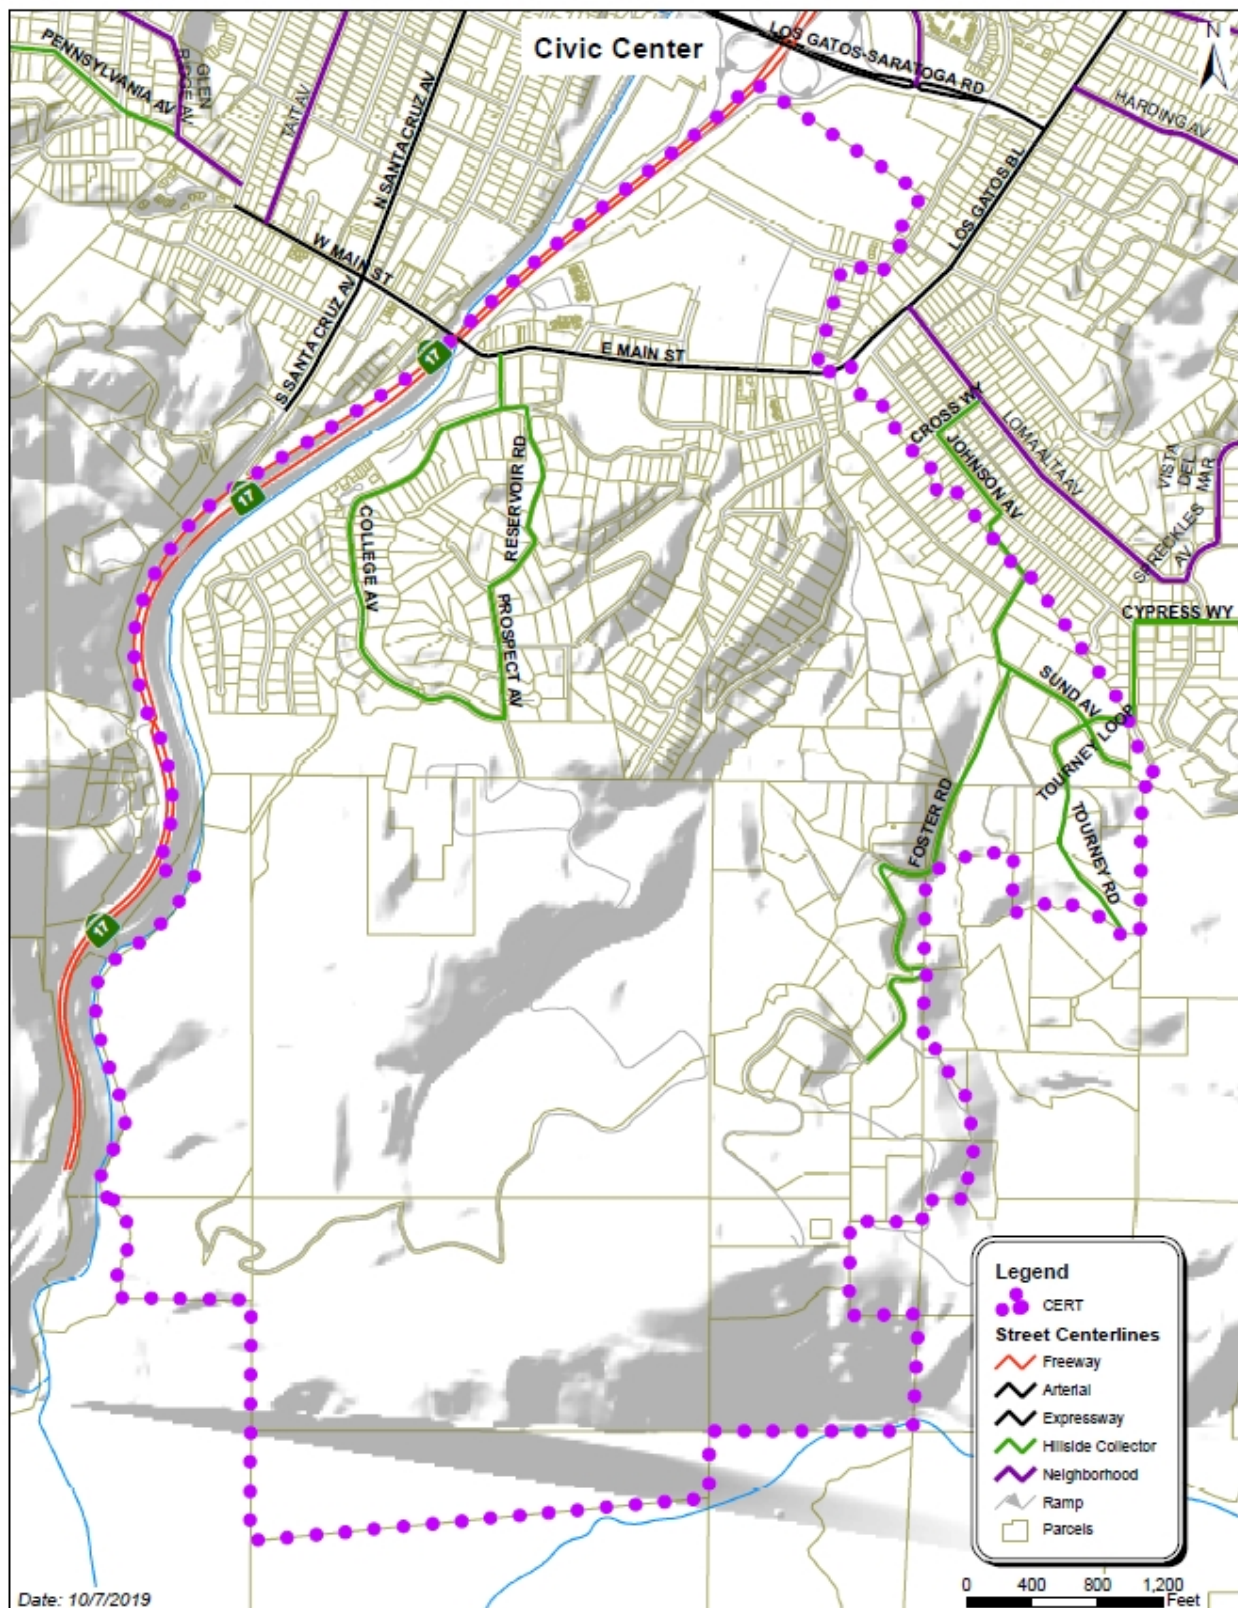 Civic Center
N
LOS GATOS-SARATOGA RD
PENNSYLVANIA AV
GLEN
RIDGE AV
TAIT AV
N SANTA CRUZ AV
HARDING AV
LOS GATOS BL
W MAIN ST
S SANTA CRUZ AV
17
E MAIN ST
CROSS WY
LOMA ALTA AV
JOHNSON AV
VISTA
DEL
MAR
SPRECKLES
AV
17
RESERVOIR RD
COLLEGE AV
PROSPECT AV
CYPRESS WY
SUND AV
TOURNEY LOOP
FOSTER RD
TOURNEY RD
17
Legend
CERT
Street Centerlines
Freeway
Arterial
Expressway
Hillside Collector
Neighborhood
Ramp
Parcels
0 400 800 1,200
Feet
Date: 10/7/2019